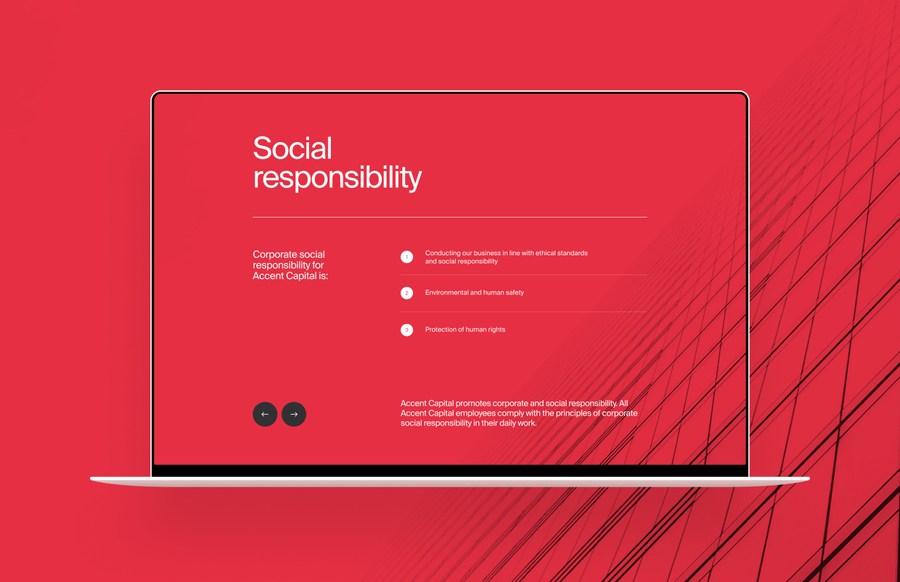 Social
responsibility
Corporate social
responsibility for
Accent Capital is:
1
Conducting our business in line with ethical standards
and social responsibility
2
Environmental and human safety
3
Protection of human rights
Accent Capital promotes corporate and social responsibility. All
Accent Capital employees comply with the principles of corporate
social responsibility in their daily work.